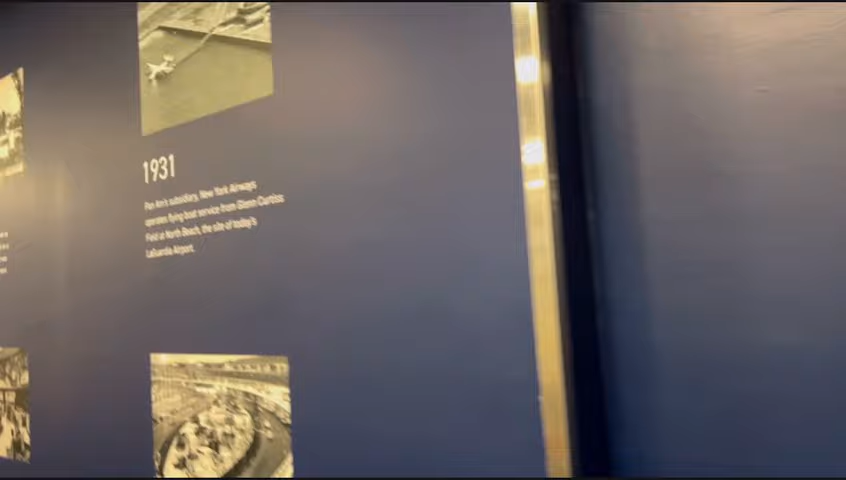 1931
Pan Am's subsidiary, New York Airways
operates flying boat service from Glenn Curtiss
Field at North Beach, the site of today's
LaGuardia Airport.